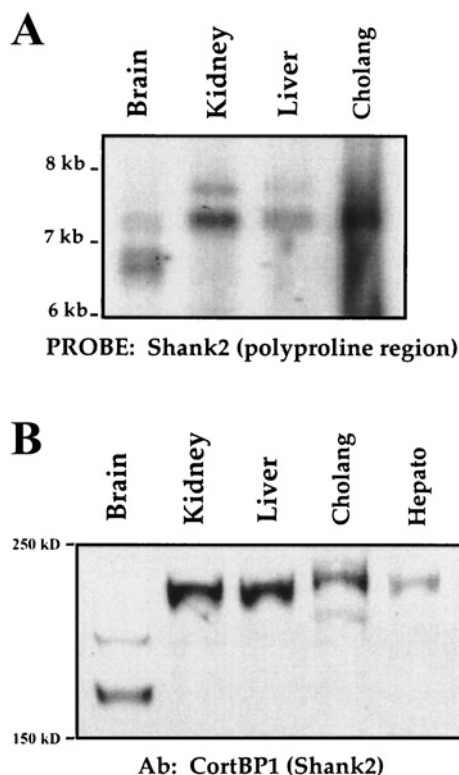 A
Brain
Kidney
Liver
Cholang
8 kb
7 kb
6 kb
PROBE: Shank2 (polyproline region)
B
Brain
Kidney
Liver
Cholang
Hepato
250 kD
150 kD
Ab: CortBP1 (Shank2)